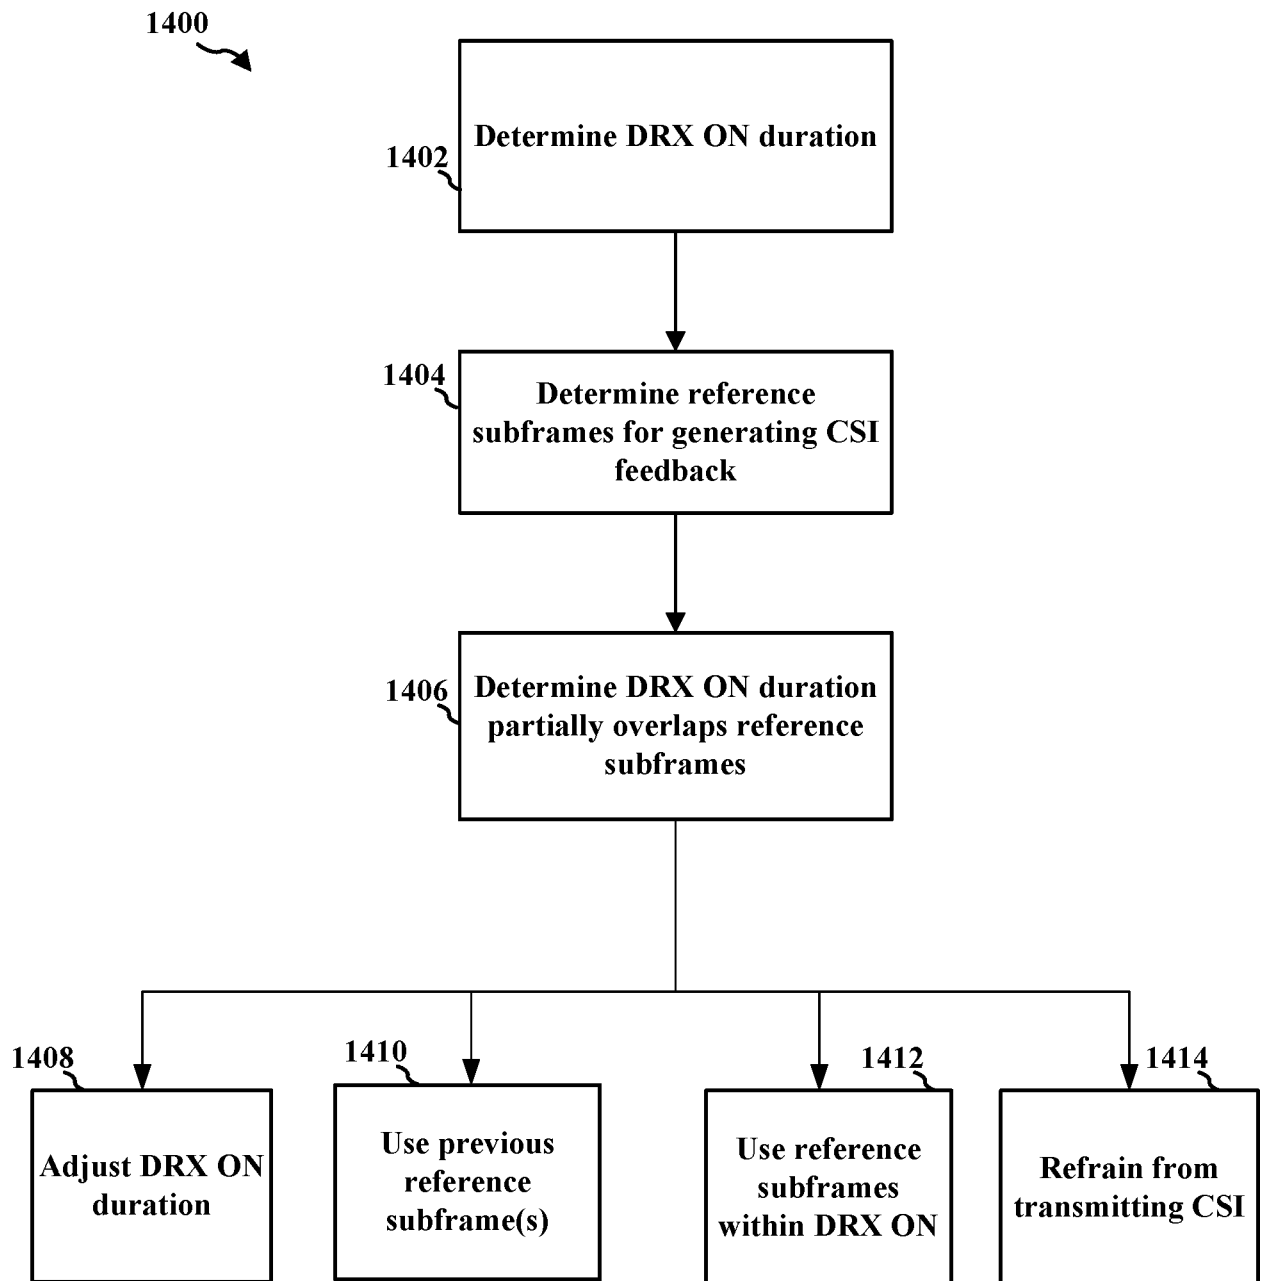 1400
Determine DRX ON duration
1402
1404
Determine reference
subframes for generating CSI
feedback
1406
Determine DRX ON duration
partially overlaps reference
subframes
1408
Adjust DRX ON
duration
1410
Use previous
reference
subframe(s)
1412
Use reference
subframes
within DRX ON
1414
Refrain from
transmitting CSI